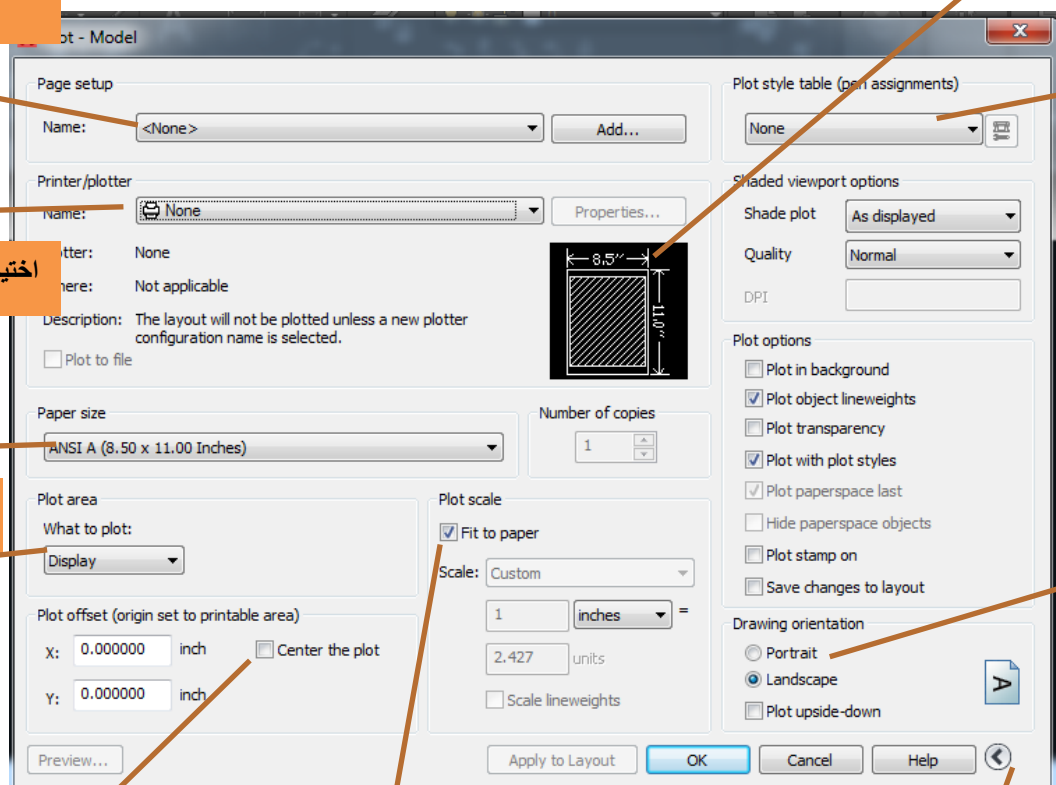 ot - Model
Page setup
Name:
<None>
Add...
Plot style table (pen assignments)
None
Printer/plotter
Name:
None
Properties...
otter:
None
اختي
here:
Not applicable
Description:
The layout will not be plotted unless a new plotter
configuration name is selected.
Plot to file
8.5″
11.0″
Shaded viewport options
Shade plot
As displayed
Quality
Normal
DPI
Paper size
ANSI A (8.50 x 11.00 Inches)
Number of copies
1
Plot options
Plot in background
Plot object lineweights
Plot transparency
Plot with plot styles
Plot paperspace last
Hide paperspace objects
Plot stamp on
Save changes to layout
Plot area
What to plot:
Display
Plot scale
Fit to paper
Scale:
Custom
1
inches
=
2.427
units
Scale lineweights
Plot offset (origin set to printable area)
X:
0.000000
inch
Center the plot
Y:
0.000000
inch
Drawing orientation
Portrait
Landscape
Plot upside-down
A
Preview...
Apply to Layout
OK
Cancel
Help